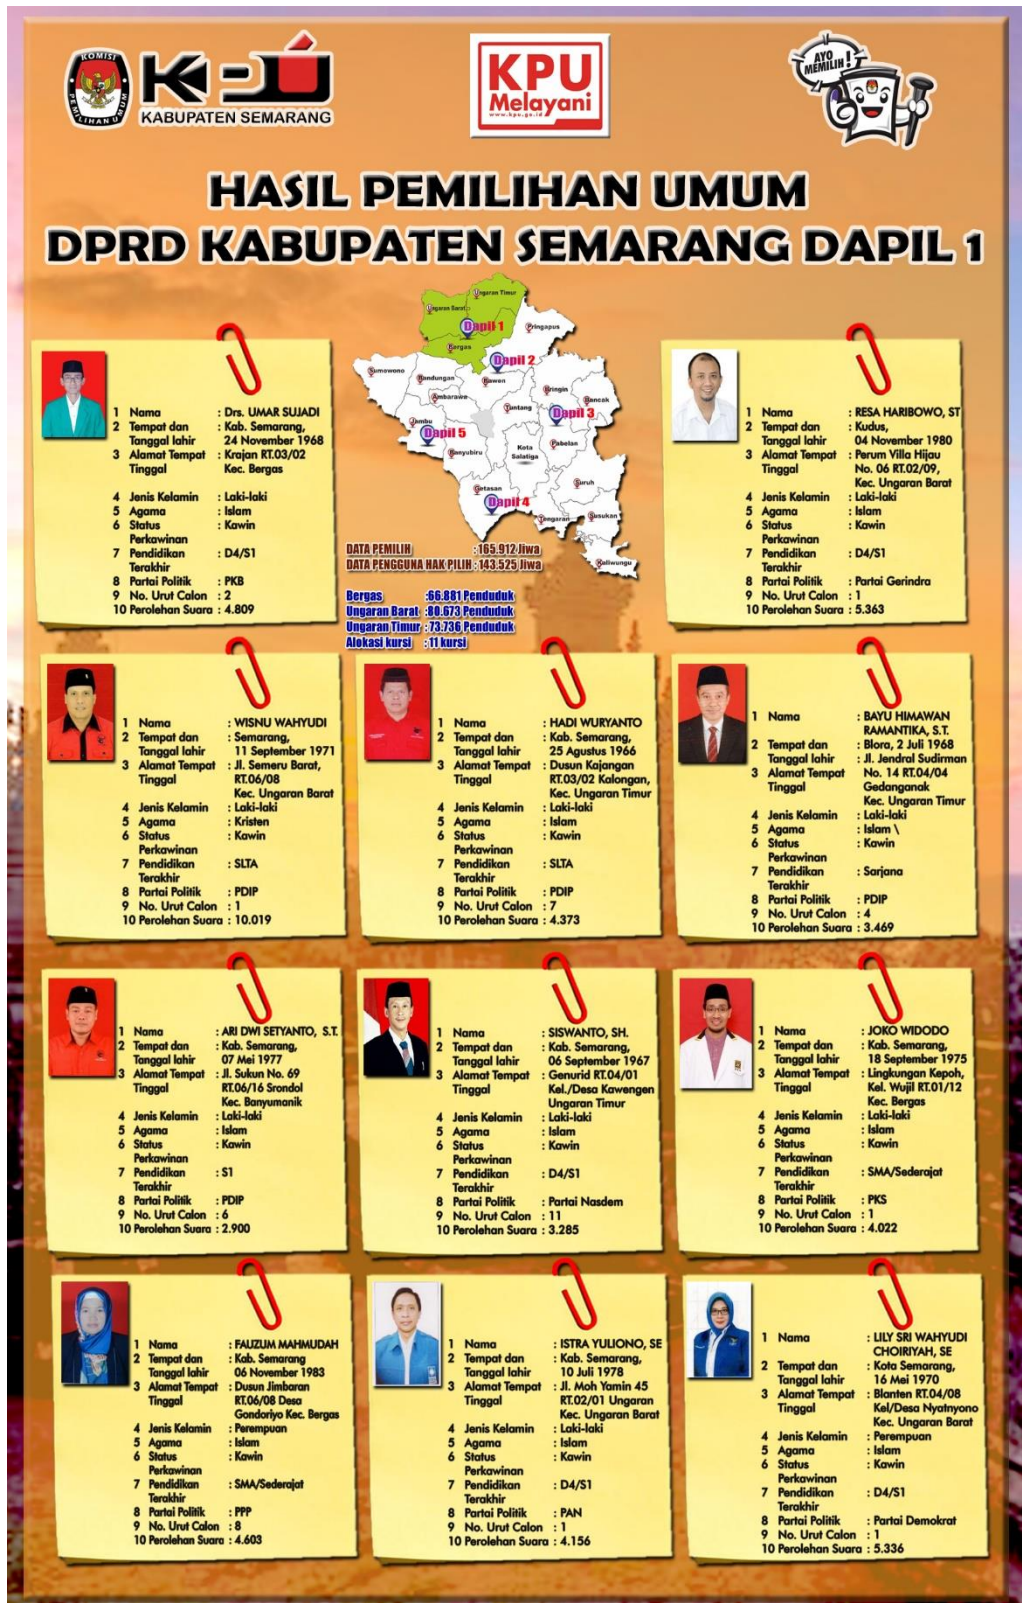 KOMISI
PEMILIHAN UMUM
KABUPATEN SEMARANG
KPU
Melayani
www.kpu.go.id
AYO
MEMILIH !
HASIL PEMILIHAN UMUM
DPRD KABUPATEN SEMARANG DAPIL 1
Ungaran Timur
Ungaran Barat
Dapil 1
Pringapus
Bergas
Dapil 2
Sumowono
Bandungan
Bawen
Bringin
Ambarawa
Bancak
Tuntang
Dapil 3
Jambu
Dapil 5
Pabelan
Banyubiru
Kota
Salatiga
Suruh
Getasan
Dapil 4
Tengaran
Susukan
Kaliwungu
DATA PEMILIH : 165.912 Jiwa
DATA PENGGUNA HAK PILIH : 143.525 Jiwa
Bergas :66.881 Penduduk
Ungaran Barat :80.673 Penduduk
Ungaran Timur : 73.736 Penduduk
Alokasi kursi : 11 kursi
1 Nama : Drs. UMAR SUJADI
2 Tempat dan : Kab. Semarang,
Tanggal lahir 24 November 1968
3 Alamat Tempat : Krajan RT.03/02
Tinggal Kec. Bergas
4 Jenis Kelamin : Laki-laki
5 Agama : Islam
6 Status : Kawin
Perkawinan
7 Pendidikan : D4/S1
Terakhir
8 Partai Politik : PKB
9 No. Urut Calon : 2
10 Perolehan Suara : 4.809
1 Nama : RESA HARIBOWO, ST
2 Tempat dan : Kudus,
Tanggal lahir 04 November 1980
3 Alamat Tempat : Perum Villa Hijau
Tinggal No. 06 RT.02/09,
Kec. Ungaran Barat
4 Jenis Kelamin : Laki-laki
5 Agama : Islam
6 Status : Kawin
Perkawinan
7 Pendidikan : D4/S1
Terakhir
8 Partai Politik : Partai Gerindra
9 No. Urut Calon : 1
10 Perolehan Suara : 5.363
1 Nama : WISNU WAHYUDI
2 Tempat dan : Semarang,
Tanggal lahir 11 September 1971
3 Alamat Tempat : Jl. Semeru Barat,
Tinggal RT.06/08
Kec. Ungaran Barat
4 Jenis Kelamin : Laki-laki
5 Agama : Kristen
6 Status : Kawin
Perkawinan
7 Pendidikan : SLTA
Terakhir
8 Partai Politik : PDIP
9 No. Urut Calon : 1
10 Perolehan Suara : 10.019
1 Nama : HADI WURYANTO
2 Tempat dan : Kab. Semarang,
Tanggal lahir 25 Agustus 1966
3 Alamat Tempat : Dusun Kajangan
Tinggal RT.03/02 Kalongan,
Kec. Ungaran Timur
4 Jenis Kelamin : Laki-laki
5 Agama : Islam
6 Status : Kawin
Perkawinan
7 Pendidikan : SLTA
Terakhir
8 Partai Politik : PDIP
9 No. Urut Calon : 7
10 Perolehan Suara : 4.373
1 Nama : BAYU HIMAWAN
RAMANTIKA, S.T.
2 Tempat dan : Blora, 2 Juli 1968
Tanggal lahir : Jl. Jendral Sudirman
3 Alamat Tempat No. 14 RT.04/04
Tinggal Gedanganak
Kec. Ungaran Timur
4 Jenis Kelamin : Laki-laki
5 Agama : Islam \
6 Status : Kawin
Perkawinan
7 Pendidikan : Sarjana
Terakhir
8 Partai Politik : PDIP
9 No. Urut Calon : 4
10 Perolehan Suara : 3.469
1 Nama : ARI DWI SETYANTO, S.T.
2 Tempat dan : Kab. Semarang,
Tanggal lahir 07 Mei 1977
3 Alamat Tempat : Jl. Sukun No. 69
Tinggal RT.06/16 Srondol
Kec. Banyumanik
4 Jenis Kelamin : Laki-laki
5 Agama : Islam
6 Status : Kawin
Perkawinan
7 Pendidikan : S1
Terakhir
8 Partai Politik : PDIP
9 No. Urut Calon : 6
10 Perolehan Suara : 2.900
1 Nama : SISWANTO, SH.
2 Tempat dan : Kab. Semarang,
Tanggal lahir 06 September 1967
3 Alamat Tempat : Genurid RT.04/01
Tinggal Kel./Desa Kawengen
Ungaran Timur
4 Jenis Kelamin : Laki-laki
5 Agama : Islam
6 Status : Kawin
Perkawinan
7 Pendidikan : D4/S1
Terakhir
8 Partai Politik : Partai Nasdem
9 No. Urut Calon : 11
10 Perolehan Suara : 3.285
1 Nama : JOKO WIDODO
2 Tempat dan : Kab. Semarang,
Tanggal lahir 18 September 1975
3 Alamat Tempat : Lingkungan Kepoh,
Tinggal Kel. Wujil RT.01/12
Kec. Bergas
4 Jenis Kelamin : Laki-laki
5 Agama : Islam
6 Status : Kawin
Perkawinan
7 Pendidikan : SMA/Sederajat
Terakhir
8 Partai Politik : PKS
9 No. Urut Calon : 1
10 Perolehan Suara : 4.022
1 Nama : FAUZUM MAHMUDAH
2 Tempat dan : Kab. Semarang
Tanggal lahir 06 November 1983
3 Alamat Tempat : Dusun Jimbaran
Tinggal RT.06/08 Desa
Gondoriyo Kec. Bergas
4 Jenis Kelamin : Perempuan
5 Agama : Islam
6 Status : Kawin
Perkawinan
7 Pendidikan : SMA/Sederajat
Terakhir
8 Partai Politik : PPP
9 No. Urut Calon : 8
10 Perolehan Suara : 4.603
1 Nama : ISTRA YULIONO, SE
2 Tempat dan : Kab. Semarang,
Tanggal lahir 10 Juli 1978
3 Alamat Tempat : Jl. Moh Yamin 45
Tinggal RT.02/01 Ungaran
Kec. Ungaran Barat
4 Jenis Kelamin : Laki-laki
5 Agama : Islam
6 Status : Kawin
Perkawinan
7 Pendidikan : D4/S1
Terakhir
8 Partai Politik : PAN
9 No. Urut Calon : 1
10 Perolehan Suara : 4.156
1 Nama : LILY SRI WAHYUDI
CHOIRIYAH, SE
2 Tempat dan : Kota Semarang,
Tanggal lahir 16 Mei 1970
3 Alamat Tempat : Blanten RT.04/08
Tinggal Kel/Desa Nyatnyono
Kec. Ungaran Barat
4 Jenis Kelamin : Perempuan
5 Agama : Islam
6 Status : Kawin
Perkawinan
7 Pendidikan : D4/S1
Terakhir
8 Partai Politik : Partai Demokrat
9 No. Urut Calon : 1
10 Perolehan Suara : 5.336